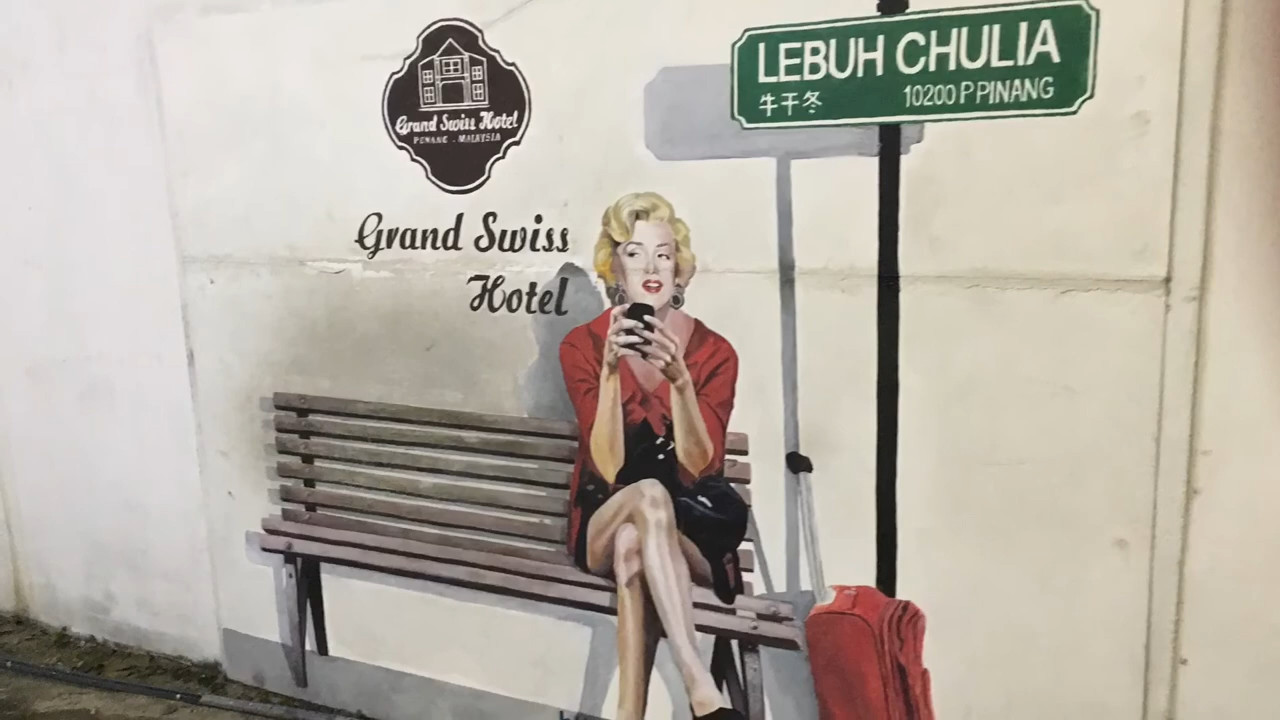 Grand Swiss Hotel
PENANG . MALAYSIA
Grand Swiss
Hotel
LEBUH CHULIA
牛干冬 10200 P PINANG